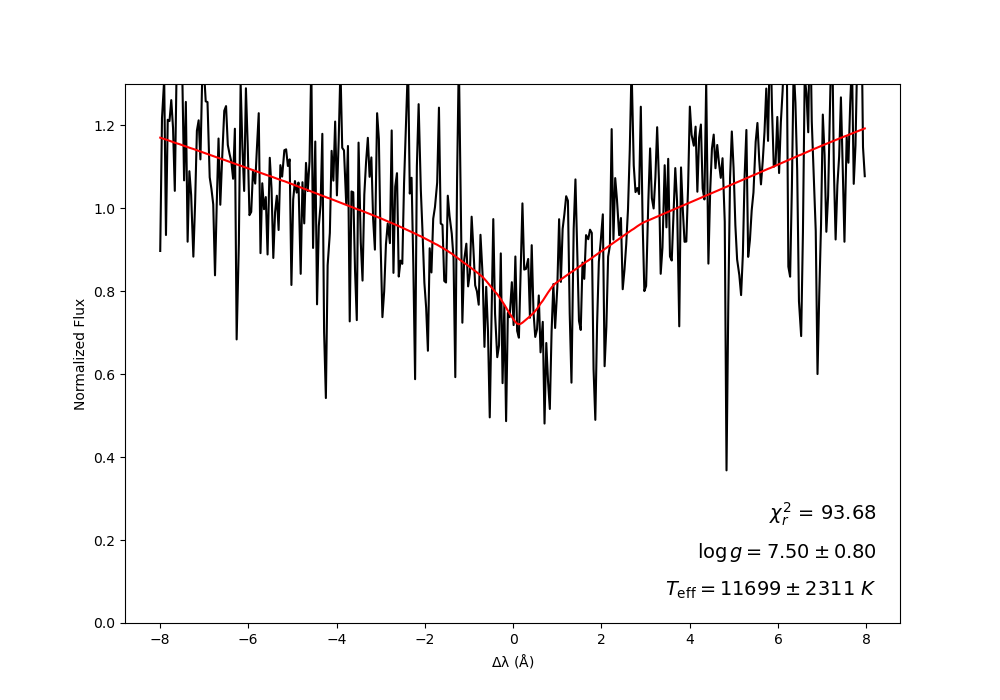 1.2
1.0
0.8
0.6
0.4
0.2
0.0
Normalized Flux
χ²ᵣ = 93.68
log g = 7.50 ± 0.80
T_eff = 11699 ± 2311 K
−8 −6 −4 −2 0 2 4 6 8
Δλ (Å)